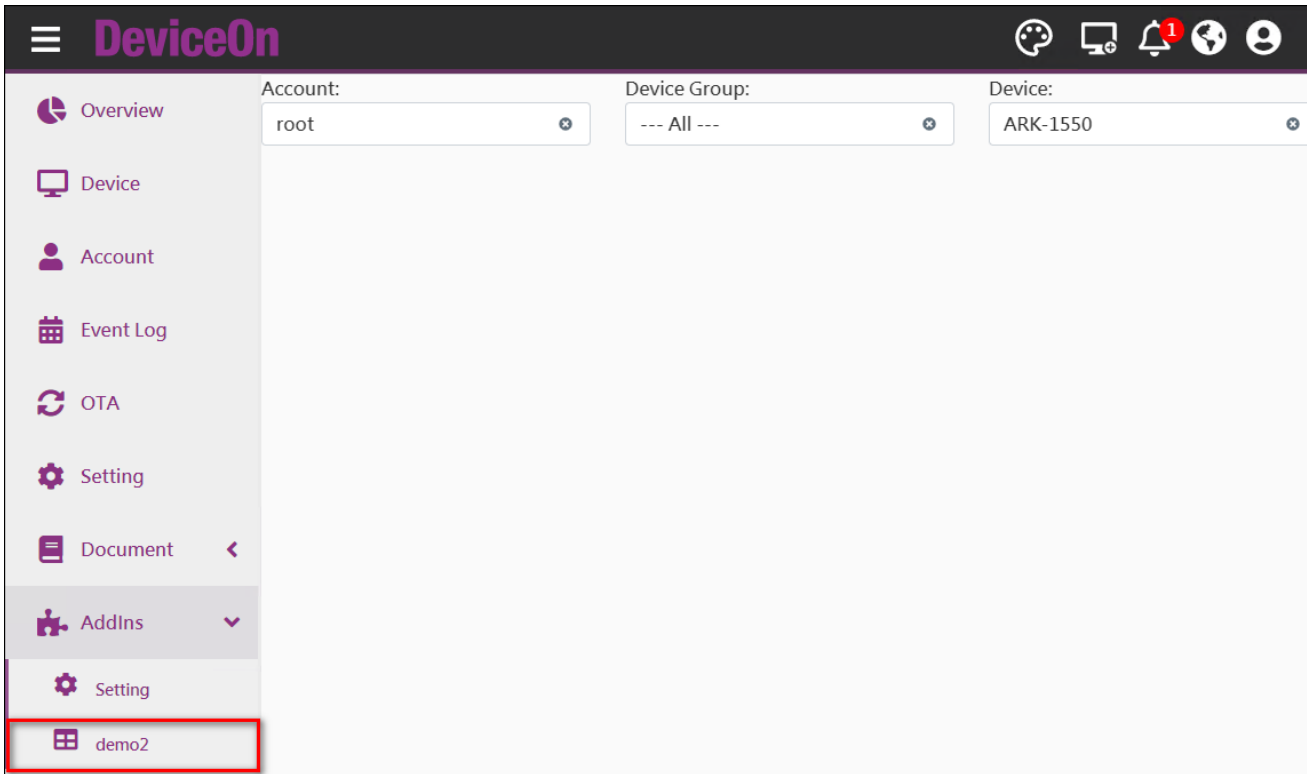 DeviceOn
1
Overview
Device
Account
Event Log
OTA
Setting
Document
AddIns
Setting
demo2
Account:
root
Device Group:
--- All ---
Device:
ARK-1550